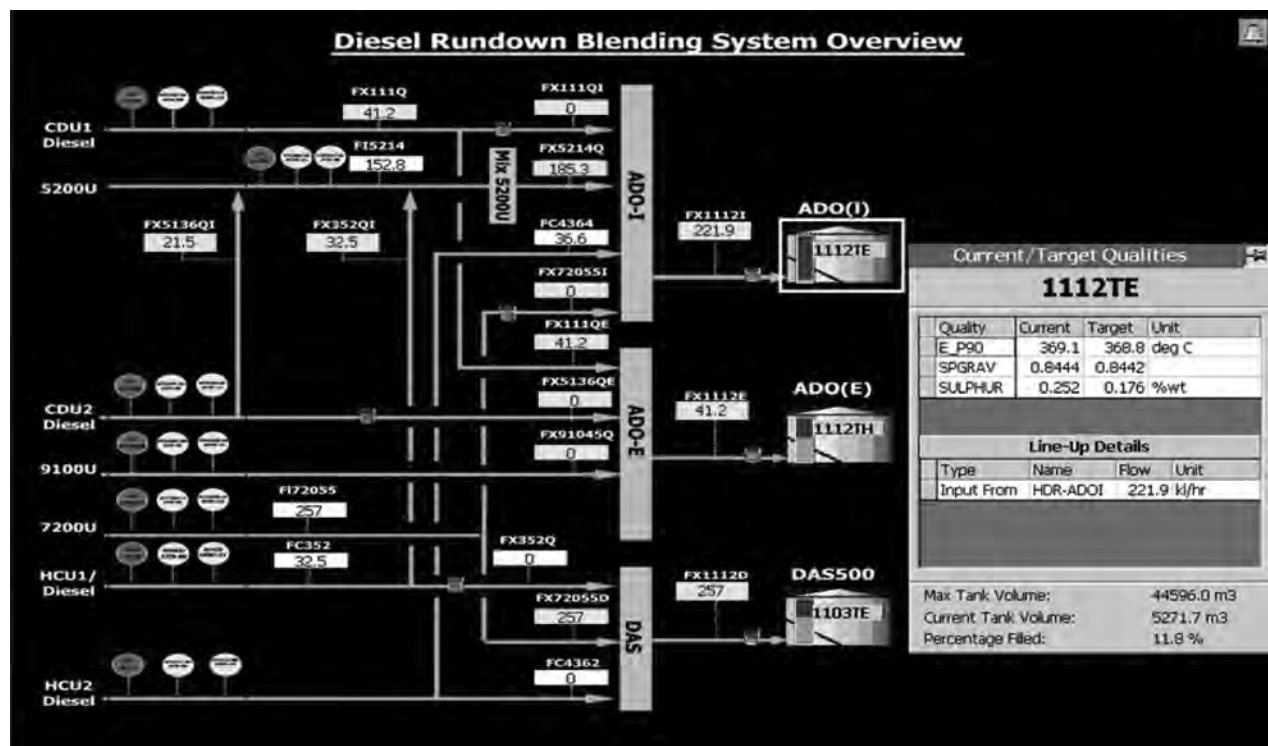 Diesel Rundown Blending System Overview
FX111Q
41.2
FX111QI
0
CDU1
Diesel
FI5214
152.8
FX5214Q
185.3
5200U
Mix 5200U
ADO-I
FX5136QI
21.5
FX352QI
32.5
FC4364
36.6
FX72055I
0
FX1112I
221.9
ADO(I)
1112TE
FX111QE
41.2
FX5136QE
0
CDU2
Diesel
ADO-E
FX1112E
41.2
ADO(E)
1112TH
FX91045Q
0
9100U
FI72055
257
7200U
FC352
32.5
FX352Q
0
HCU1/
Diesel
FX72055D
257
DAS
FX1112D
257
DAS500
1103TE
FC4362
0
HCU2
Diesel
Current/Target Qualities
1112TE
Quality Current Target Unit
E_P90 369.1 368.8 deg C
SPGRAV 0.8444 0.8442
SULPHUR 0.252 0.176 %wt
Line-Up Details
Type Name Flow Unit
Input From HDR-ADOI 221.9 kl/hr
Max Tank Volume: 44596.0 m3
Current Tank Volume: 5271.7 m3
Percentage Filled: 11.8 %